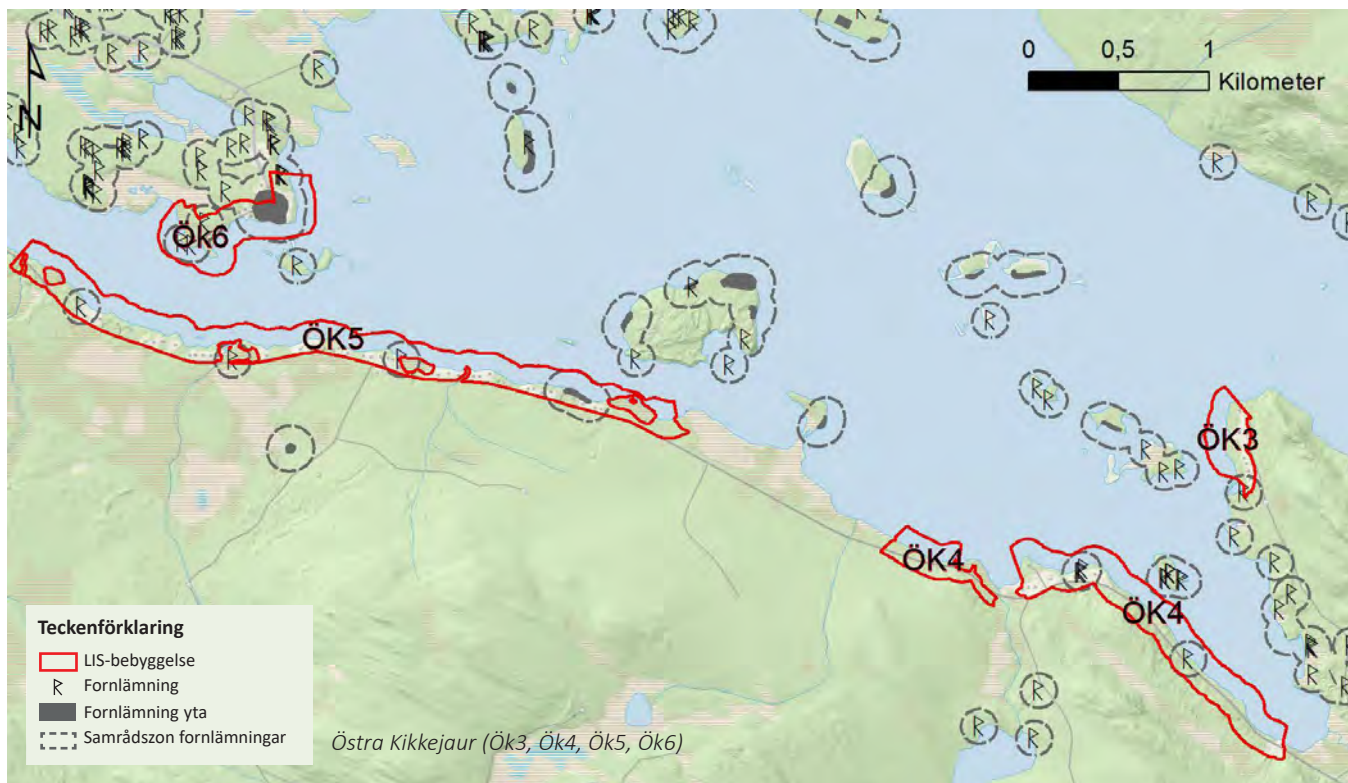 0 0,5 1
Kilometer
N
Ök6
ÖK5
ÖK3
ÖK4
ÖK4
Teckenförklaring
LIS-bebyggelse
R Fornlämning
Fornlämning yta
Samrådszon fornlämningar
Östra Kikkejaur (Ök3, Ök4, Ök5, Ök6)